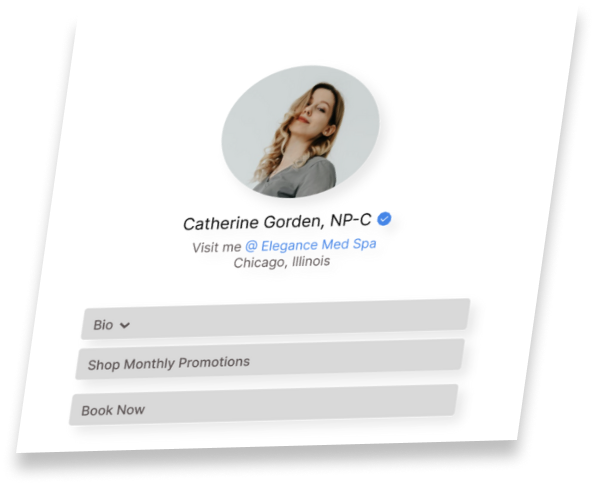 Catherine Gorden, NP-C
Visit me @ Elegance Med Spa
Chicago, Illinois
Bio
Shop Monthly Promotions
Book Now